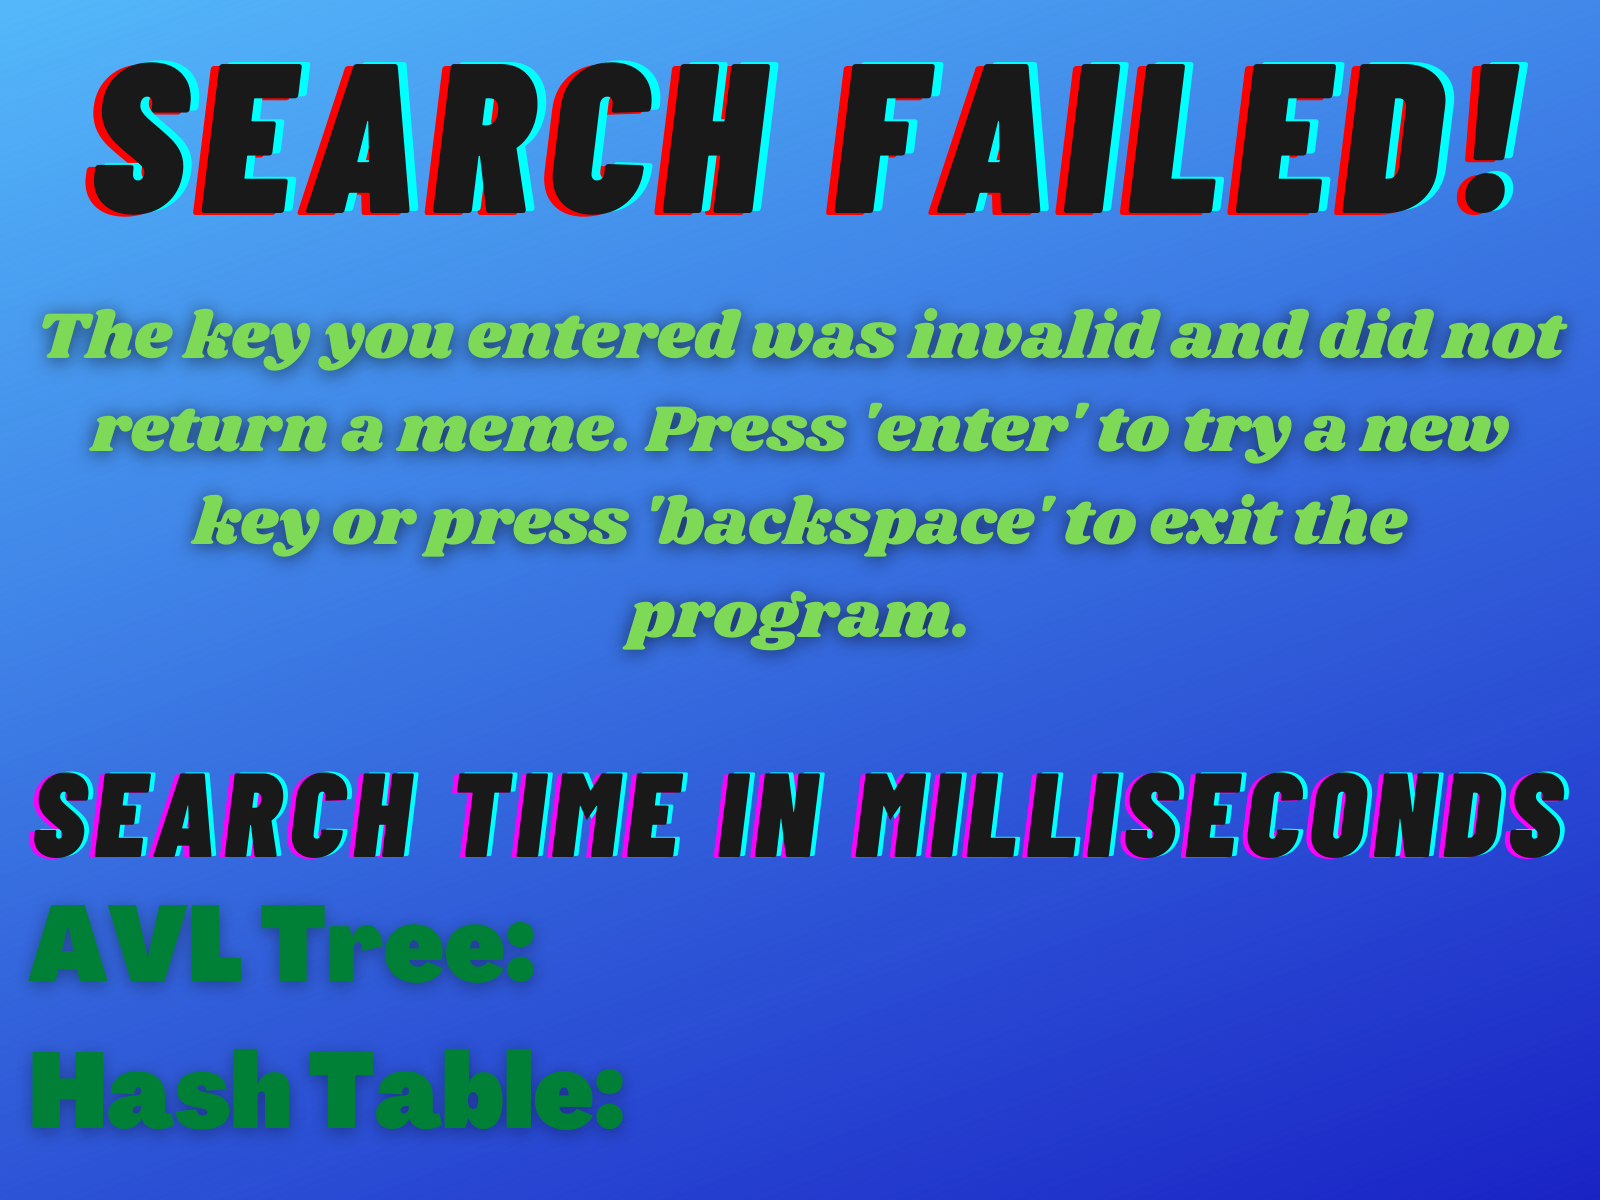 SEARCH FAILED!
The key you entered was invalid and did not
return a meme. Press 'enter' to try a new
key or press 'backspace' to exit the
program.
SEARCH TIME IN MILLISECONDS
AVL Tree:
Hash Table: